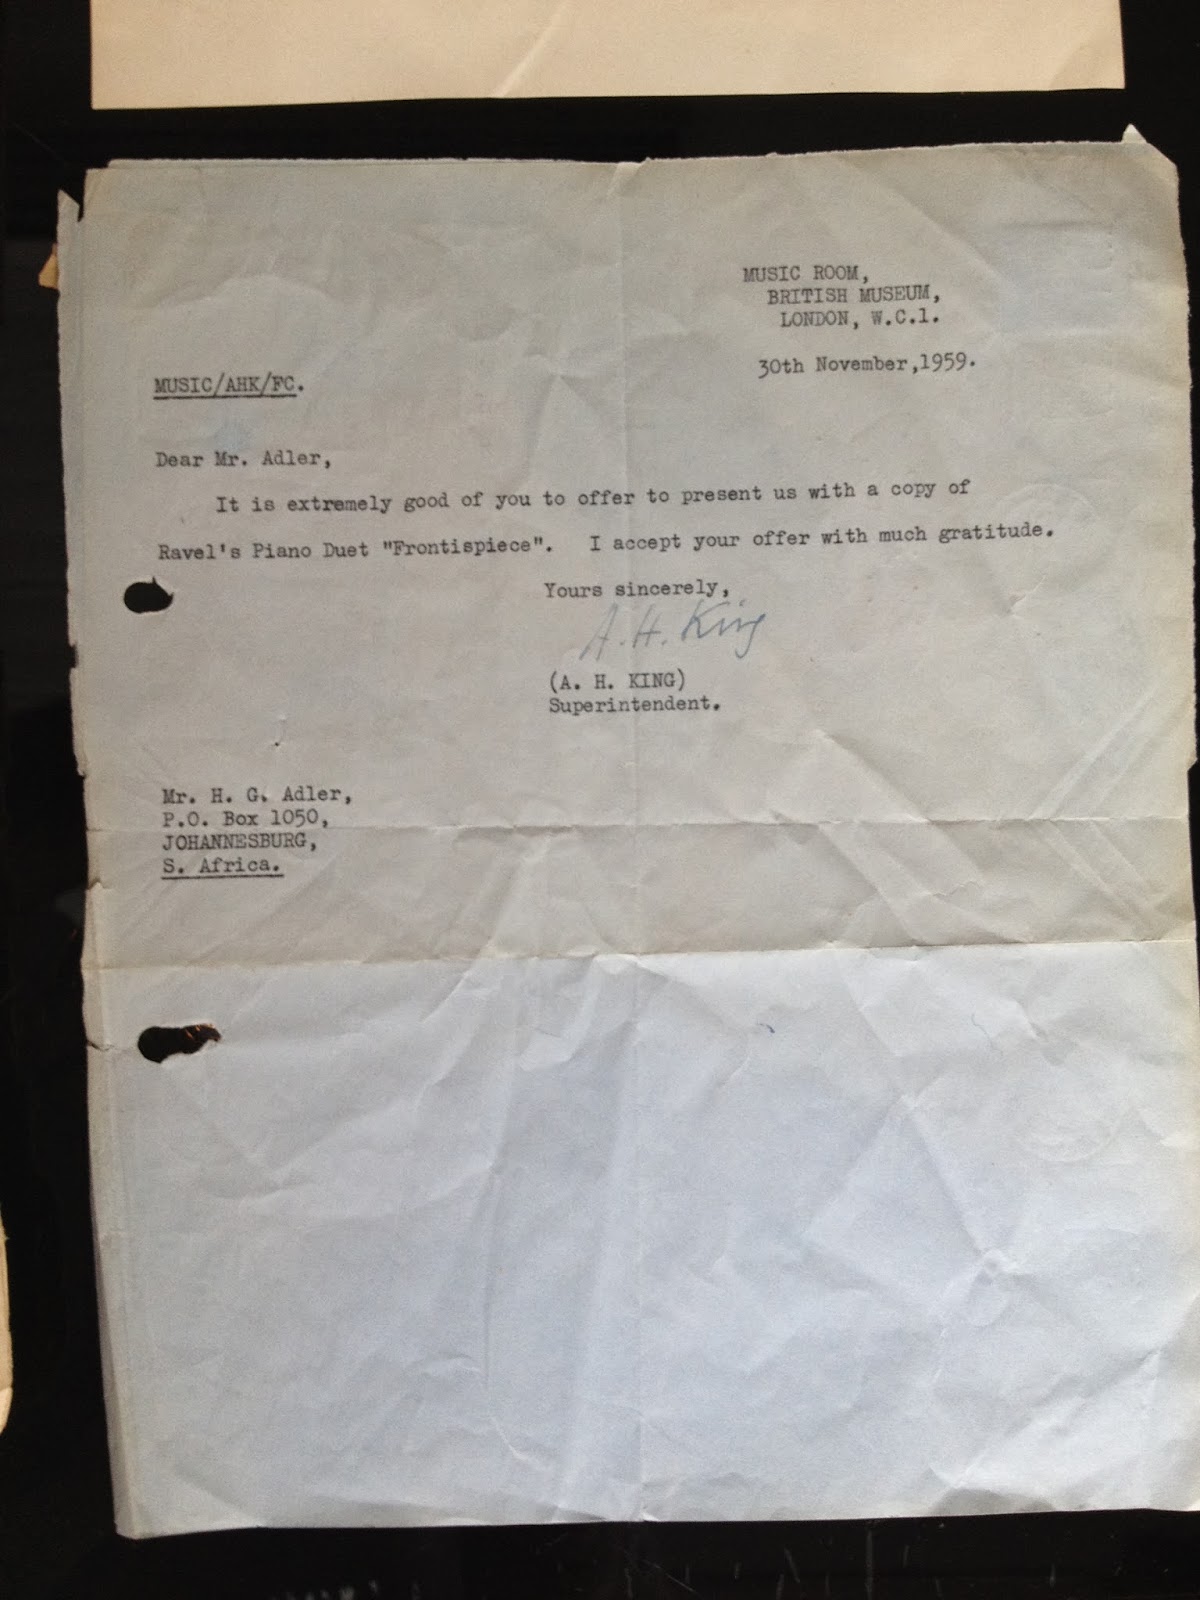 MUSIC ROOM,
BRITISH MUSEUM,
LONDON, W.C.1.
30th November,1959.
MUSIC/AHK/FC.
Dear Mr. Adler,
It is extremely good of you to offer to present us with a copy of
Ravel's Piano Duet "Frontispiece". I accept your offer with much gratitude.
Yours sincerely,
A. H. King
(A. H. KING)
Superintendent.
Mr. H. G. Adler,
P.O. Box 1050,
JOHANNESBURG,
S. Africa.